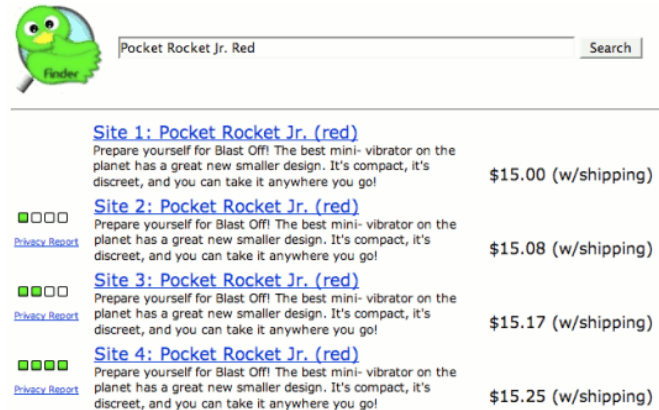 Finder
Pocket Rocket Jr. Red
Search
Site 1: Pocket Rocket Jr. (red)
Prepare yourself for Blast Off! The best mini- vibrator on the
planet has a great new smaller design. It's compact, it's
discreet, and you can take it anywhere you go!
$15.00 (w/shipping)
Site 2: Pocket Rocket Jr. (red)
Prepare yourself for Blast Off! The best mini- vibrator on the
planet has a great new smaller design. It's compact, it's
discreet, and you can take it anywhere you go!
Privacy Report
$15.08 (w/shipping)
Site 3: Pocket Rocket Jr. (red)
Prepare yourself for Blast Off! The best mini- vibrator on the
planet has a great new smaller design. It's compact, it's
discreet, and you can take it anywhere you go!
Privacy Report
$15.17 (w/shipping)
Site 4: Pocket Rocket Jr. (red)
Prepare yourself for Blast Off! The best mini- vibrator on the
planet has a great new smaller design. It's compact, it's
discreet, and you can take it anywhere you go!
Privacy Report
$15.25 (w/shipping)